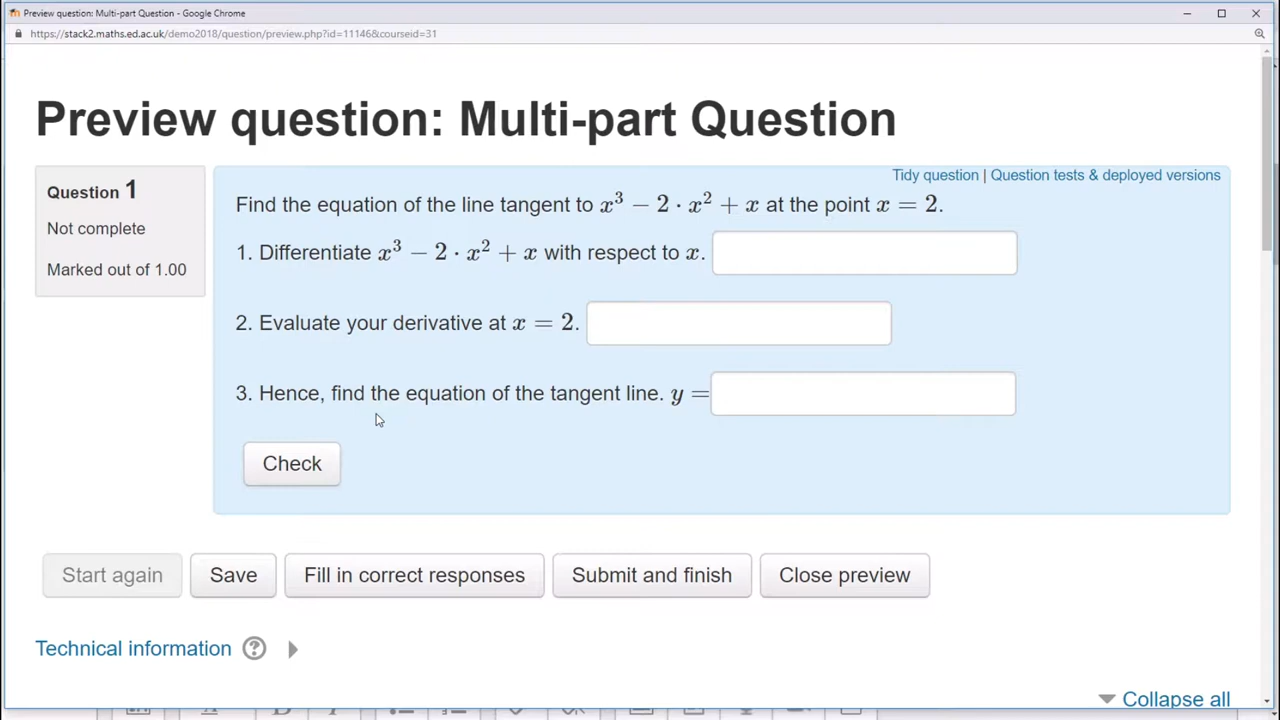 Preview question: Multi-part Question - Google Chrome
https://stack2.maths.ed.ac.uk/demo2018/question/preview.php?id=11146&courseid=31
Preview question: Multi-part Question
Question 1
Not complete
Marked out of 1.00
Tidy question | Question tests & deployed versions
Find the equation of the line tangent to x³ − 2 · x² + x at the point x = 2.
1. Differentiate x³ − 2 · x² + x with respect to x.
2. Evaluate your derivative at x = 2.
3. Hence, find the equation of the tangent line. y =
Check
Start again Save Fill in correct responses Submit and finish Close preview
Technical information ?
Collapse all